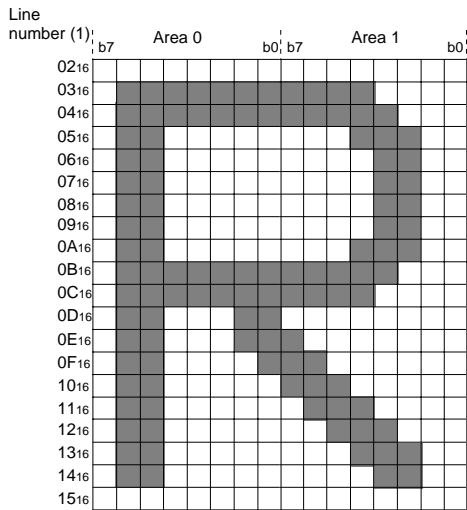 Line
number (1)
b7 Area 0 b0 b7 Area 1 b0
02₁₆
03₁₆
04₁₆
05₁₆
06₁₆
07₁₆
08₁₆
09₁₆
0A₁₆
0B₁₆
0C₁₆
0D₁₆
0E₁₆
0F₁₆
10₁₆
11₁₆
12₁₆
13₁₆
14₁₆
15₁₆